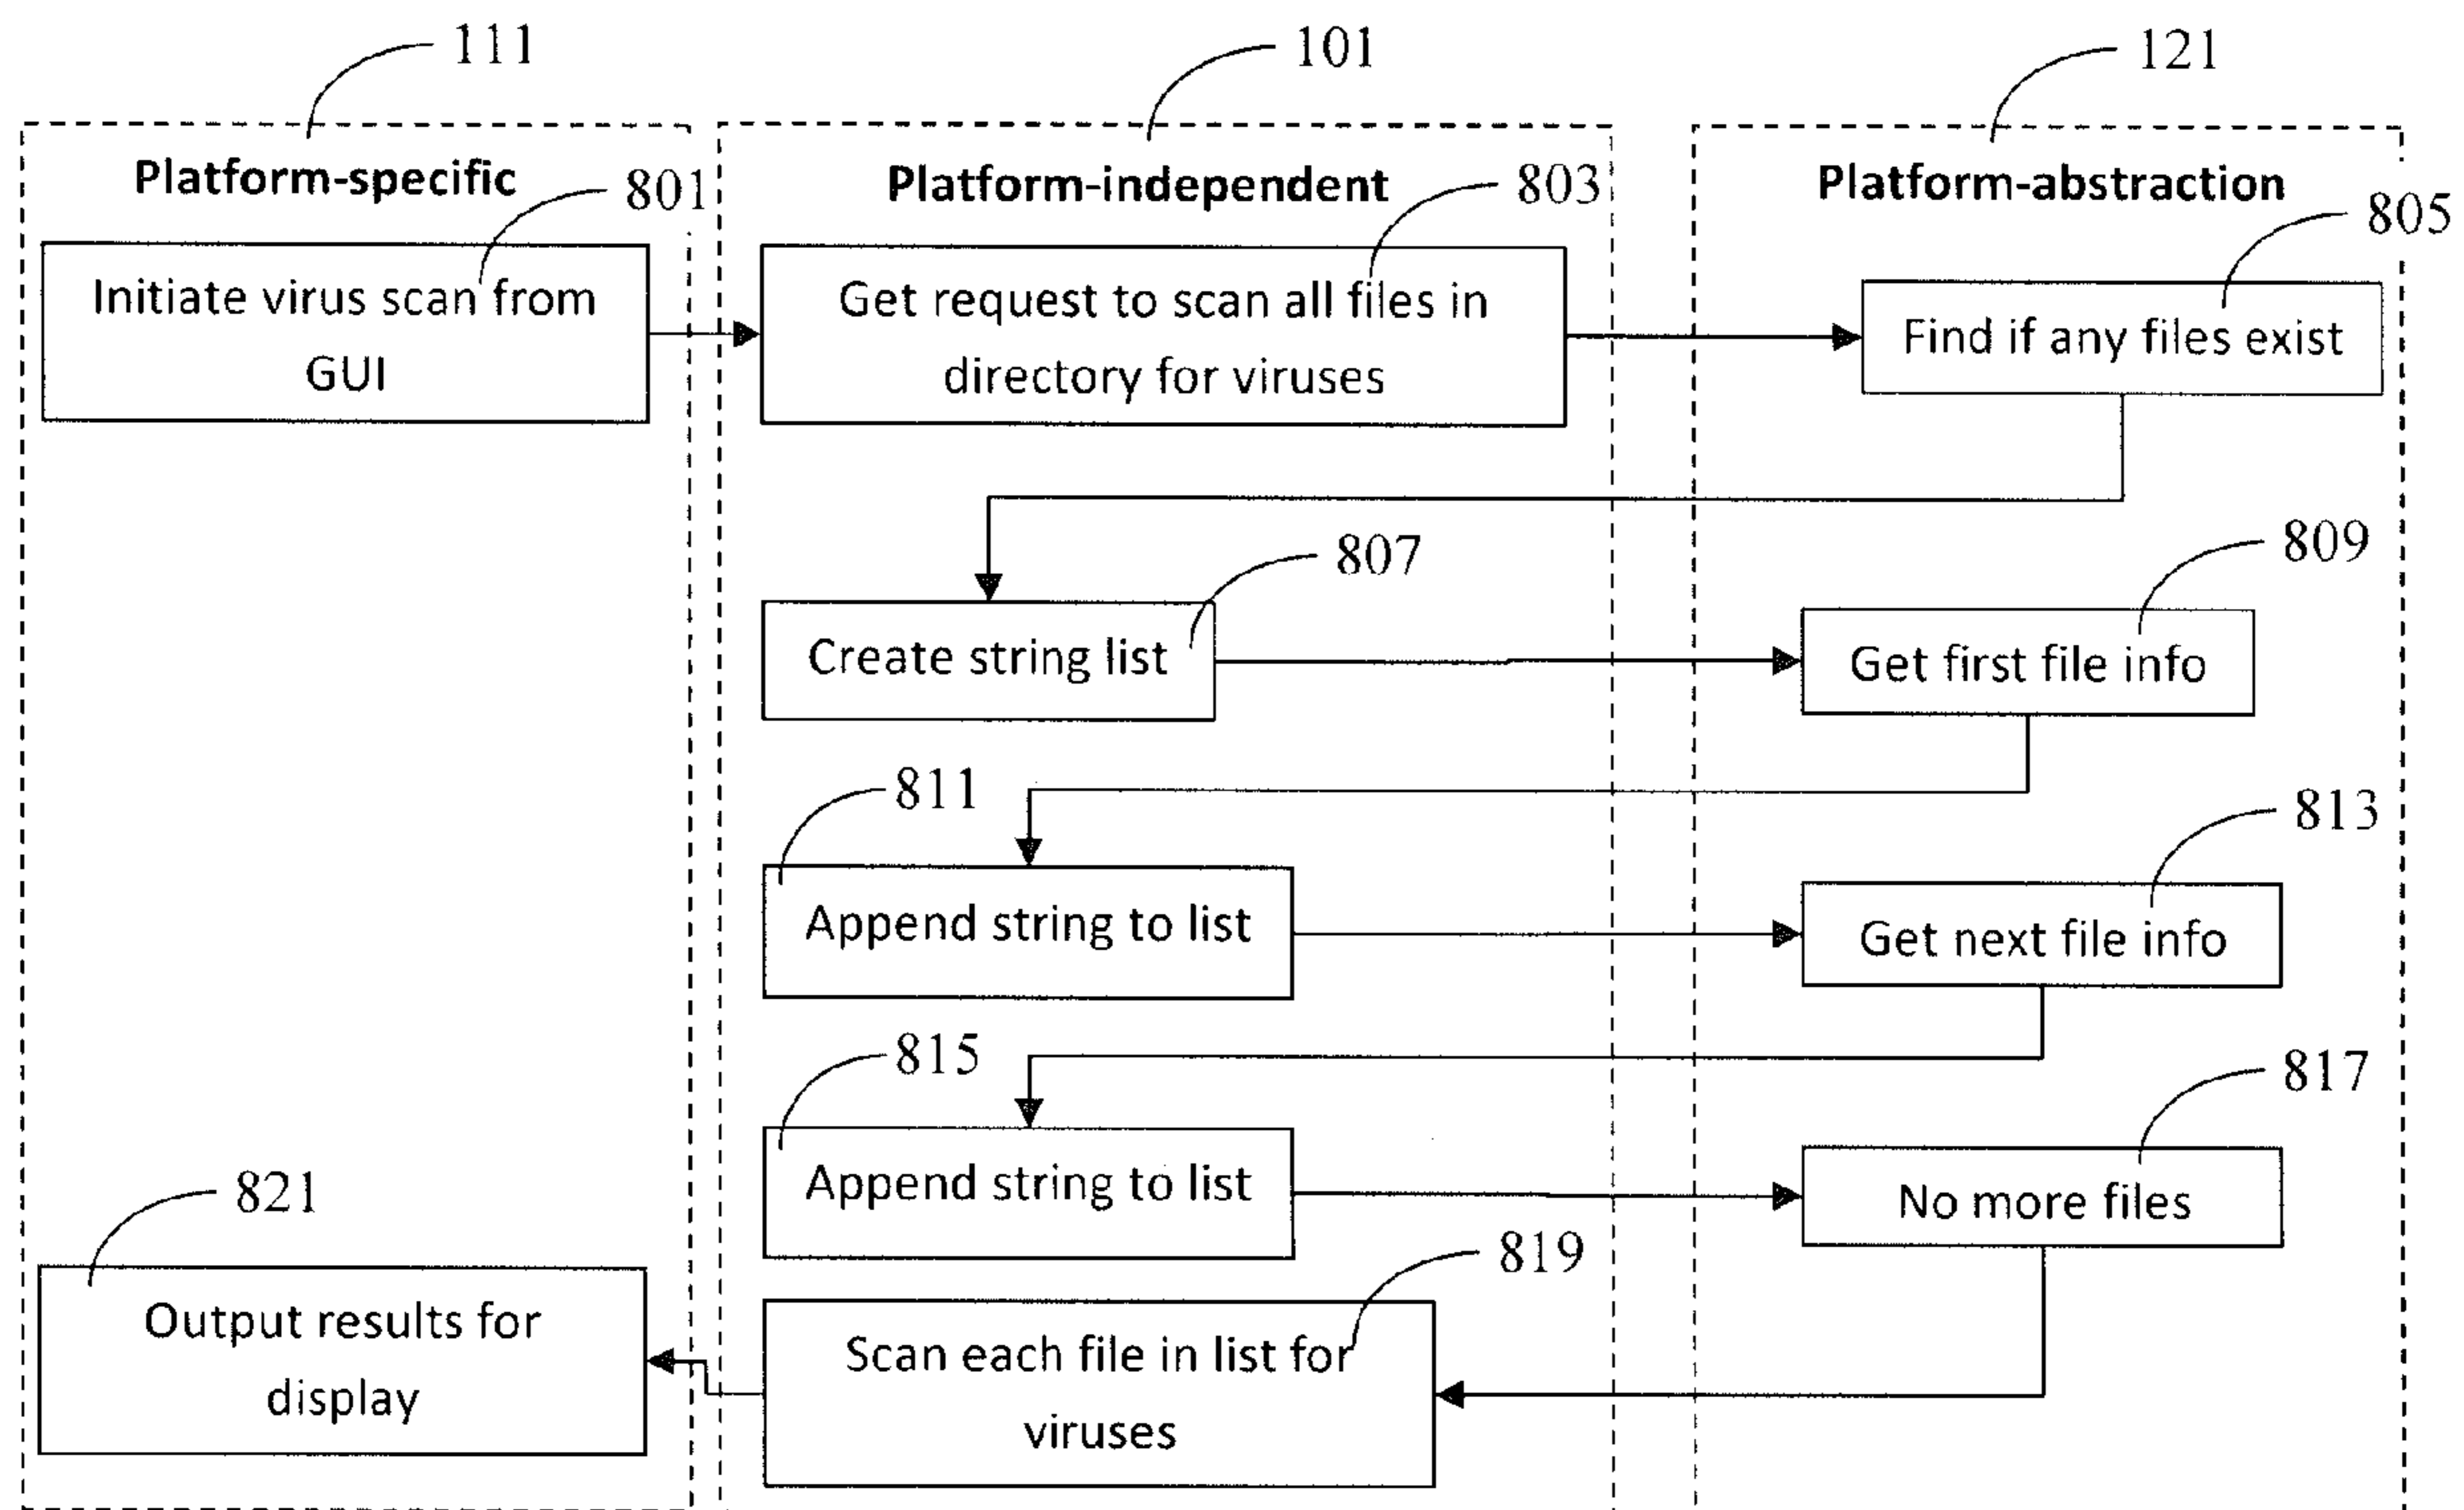 111
101
121
Platform-specific
801
Platform-independent
803
Platform-abstraction
805
Initiate virus scan from
GUI
Get request to scan all files in
directory for viruses
Find if any files exist
807
809
Create string list
Get first file info
811
813
Append string to list
Get next file info
815
817
Append string to list
No more files
821
819
Output results for
display
Scan each file in list for
viruses